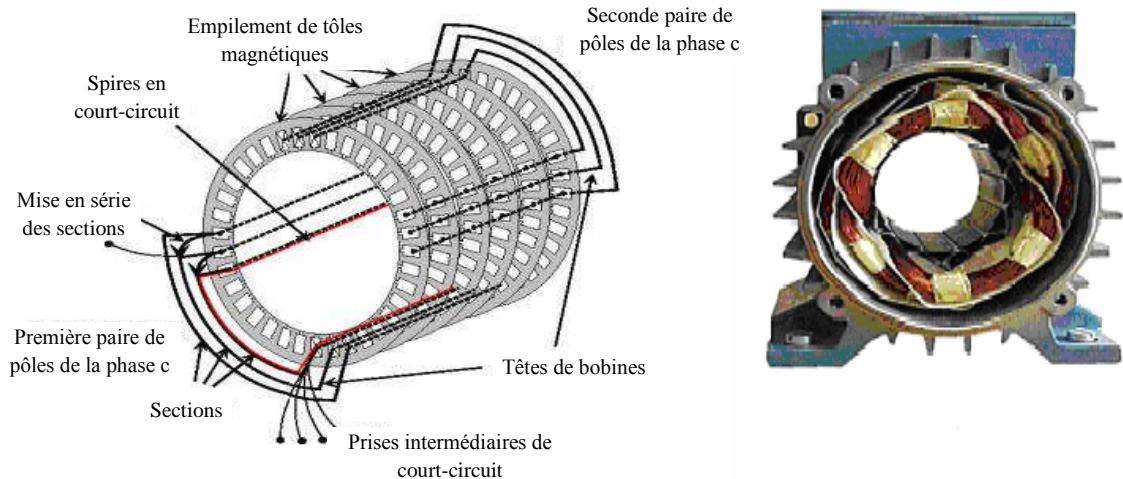 Empilement de tôles
magnétiques
Seconde paire de
pôles de la phase c
Spires en
court-circuit
Mise en série
des sections
Première paire de
pôles de la phase c
Têtes de bobines
Sections
Prises intermédiaires de
court-circuit